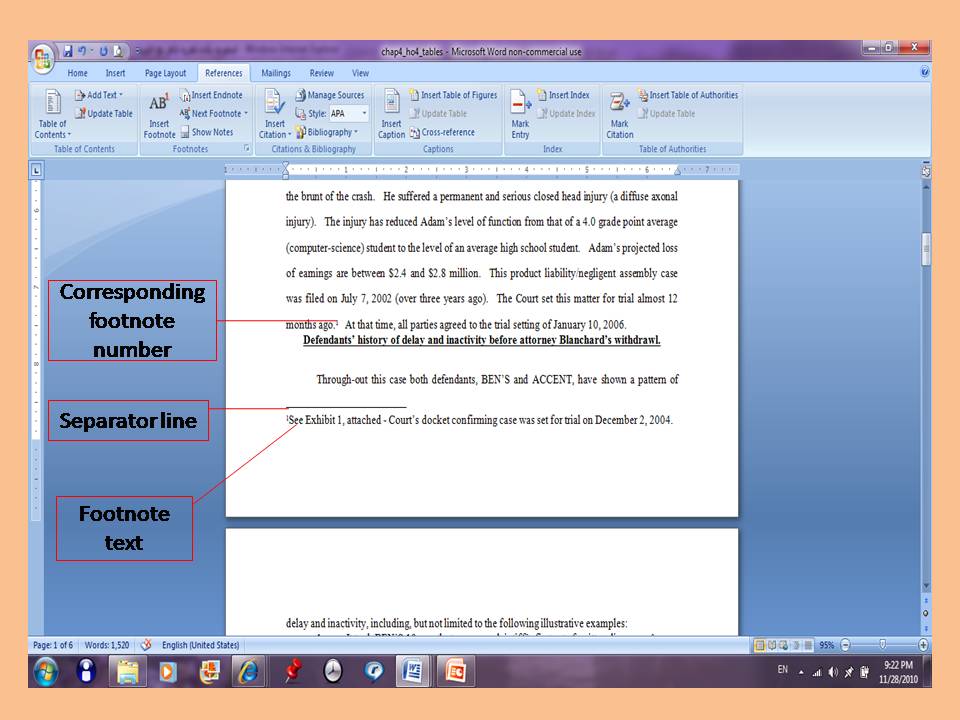 chap4_ho4_tables - Microsoft Word non-commercial use
Home Insert Page Layout References Mailings Review View
Table of Contents
Add Text
Update Table
Table of Contents
AB1
Insert Footnote
Insert Endnote
Next Footnote
Show Notes
Footnotes
Insert Citation
Manage Sources
Style: APA
Bibliography
Citations & Bibliography
Insert Caption
Insert Table of Figures
Update Table
Cross-reference
Captions
Mark Entry
Insert Index
Update Index
Index
Mark Citation
Insert Table of Authorities
Update Table
Table of Authorities
the brunt of the crash. He suffered a permanent and serious closed head injury (a diffuse axonal
injury). The injury has reduced Adam's level of function from that of a 4.0 grade point average
(computer-science) student to the level of an average high school student. Adam's projected loss
of earnings are between $2.4 and $2.8 million. This product liability/negligent assembly case
was filed on July 7, 2002 (over three years ago). The Court set this matter for trial almost 12
months ago.1 At that time, all parties agreed to the trial setting of January 10, 2006.
Defendants' history of delay and inactivity before attorney Blanchard's withdrawl.
Through-out this case both defendants, BEN'S and ACCENT, have shown a pattern of
1See Exhibit 1, attached - Court's docket confirming case was set for trial on December 2, 2004.
Corresponding
footnote
number
Separator line
Footnote
text
delay and inactivity, including, but not limited to the following illustrative examples:
Page: 1 of 6 Words: 1,520 English (United States) 95%
EN 9:22 PM
11/28/2010